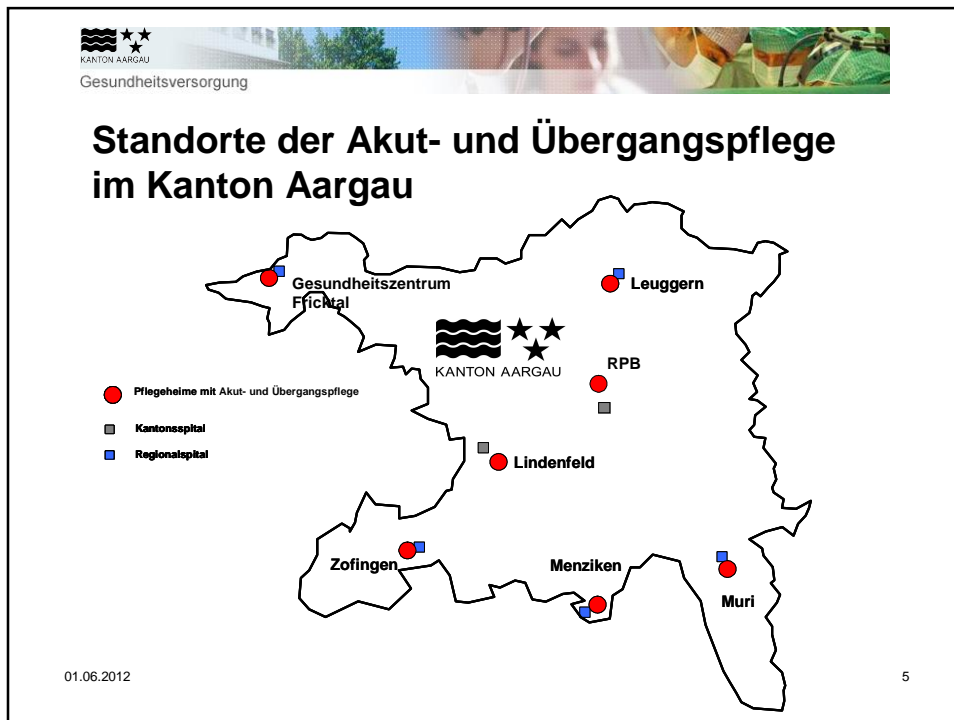 KANTON AARGAU
Gesundheitsversorgung
Standorte der Akut- und Übergangspflege
im Kanton Aargau
Gesundheitszentrum
Fricktal
Leuggern
KANTON AARGAU
RPB
Pflegeheime mit Akut- und Übergangspflege
Kantonsspital
Regionalspital
Lindenfeld
Zofingen
Menziken
Muri
01.06.2012
5